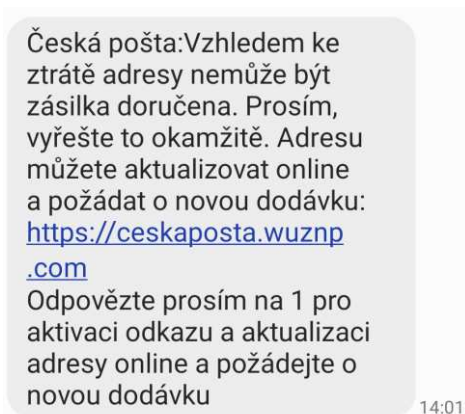 Česká pošta:Vzhledem ke
ztrátě adresy nemůže být
zásilka doručena. Prosím,
vyřešte to okamžitě. Adresu
můžete aktualizovat online
a požádat o novou dodávku:
https://ceskaposta.wuznp
.com
Odpovězte prosím na 1 pro
aktivaci odkazu a aktualizaci
adresy online a požádejte o
novou dodávku
14:01